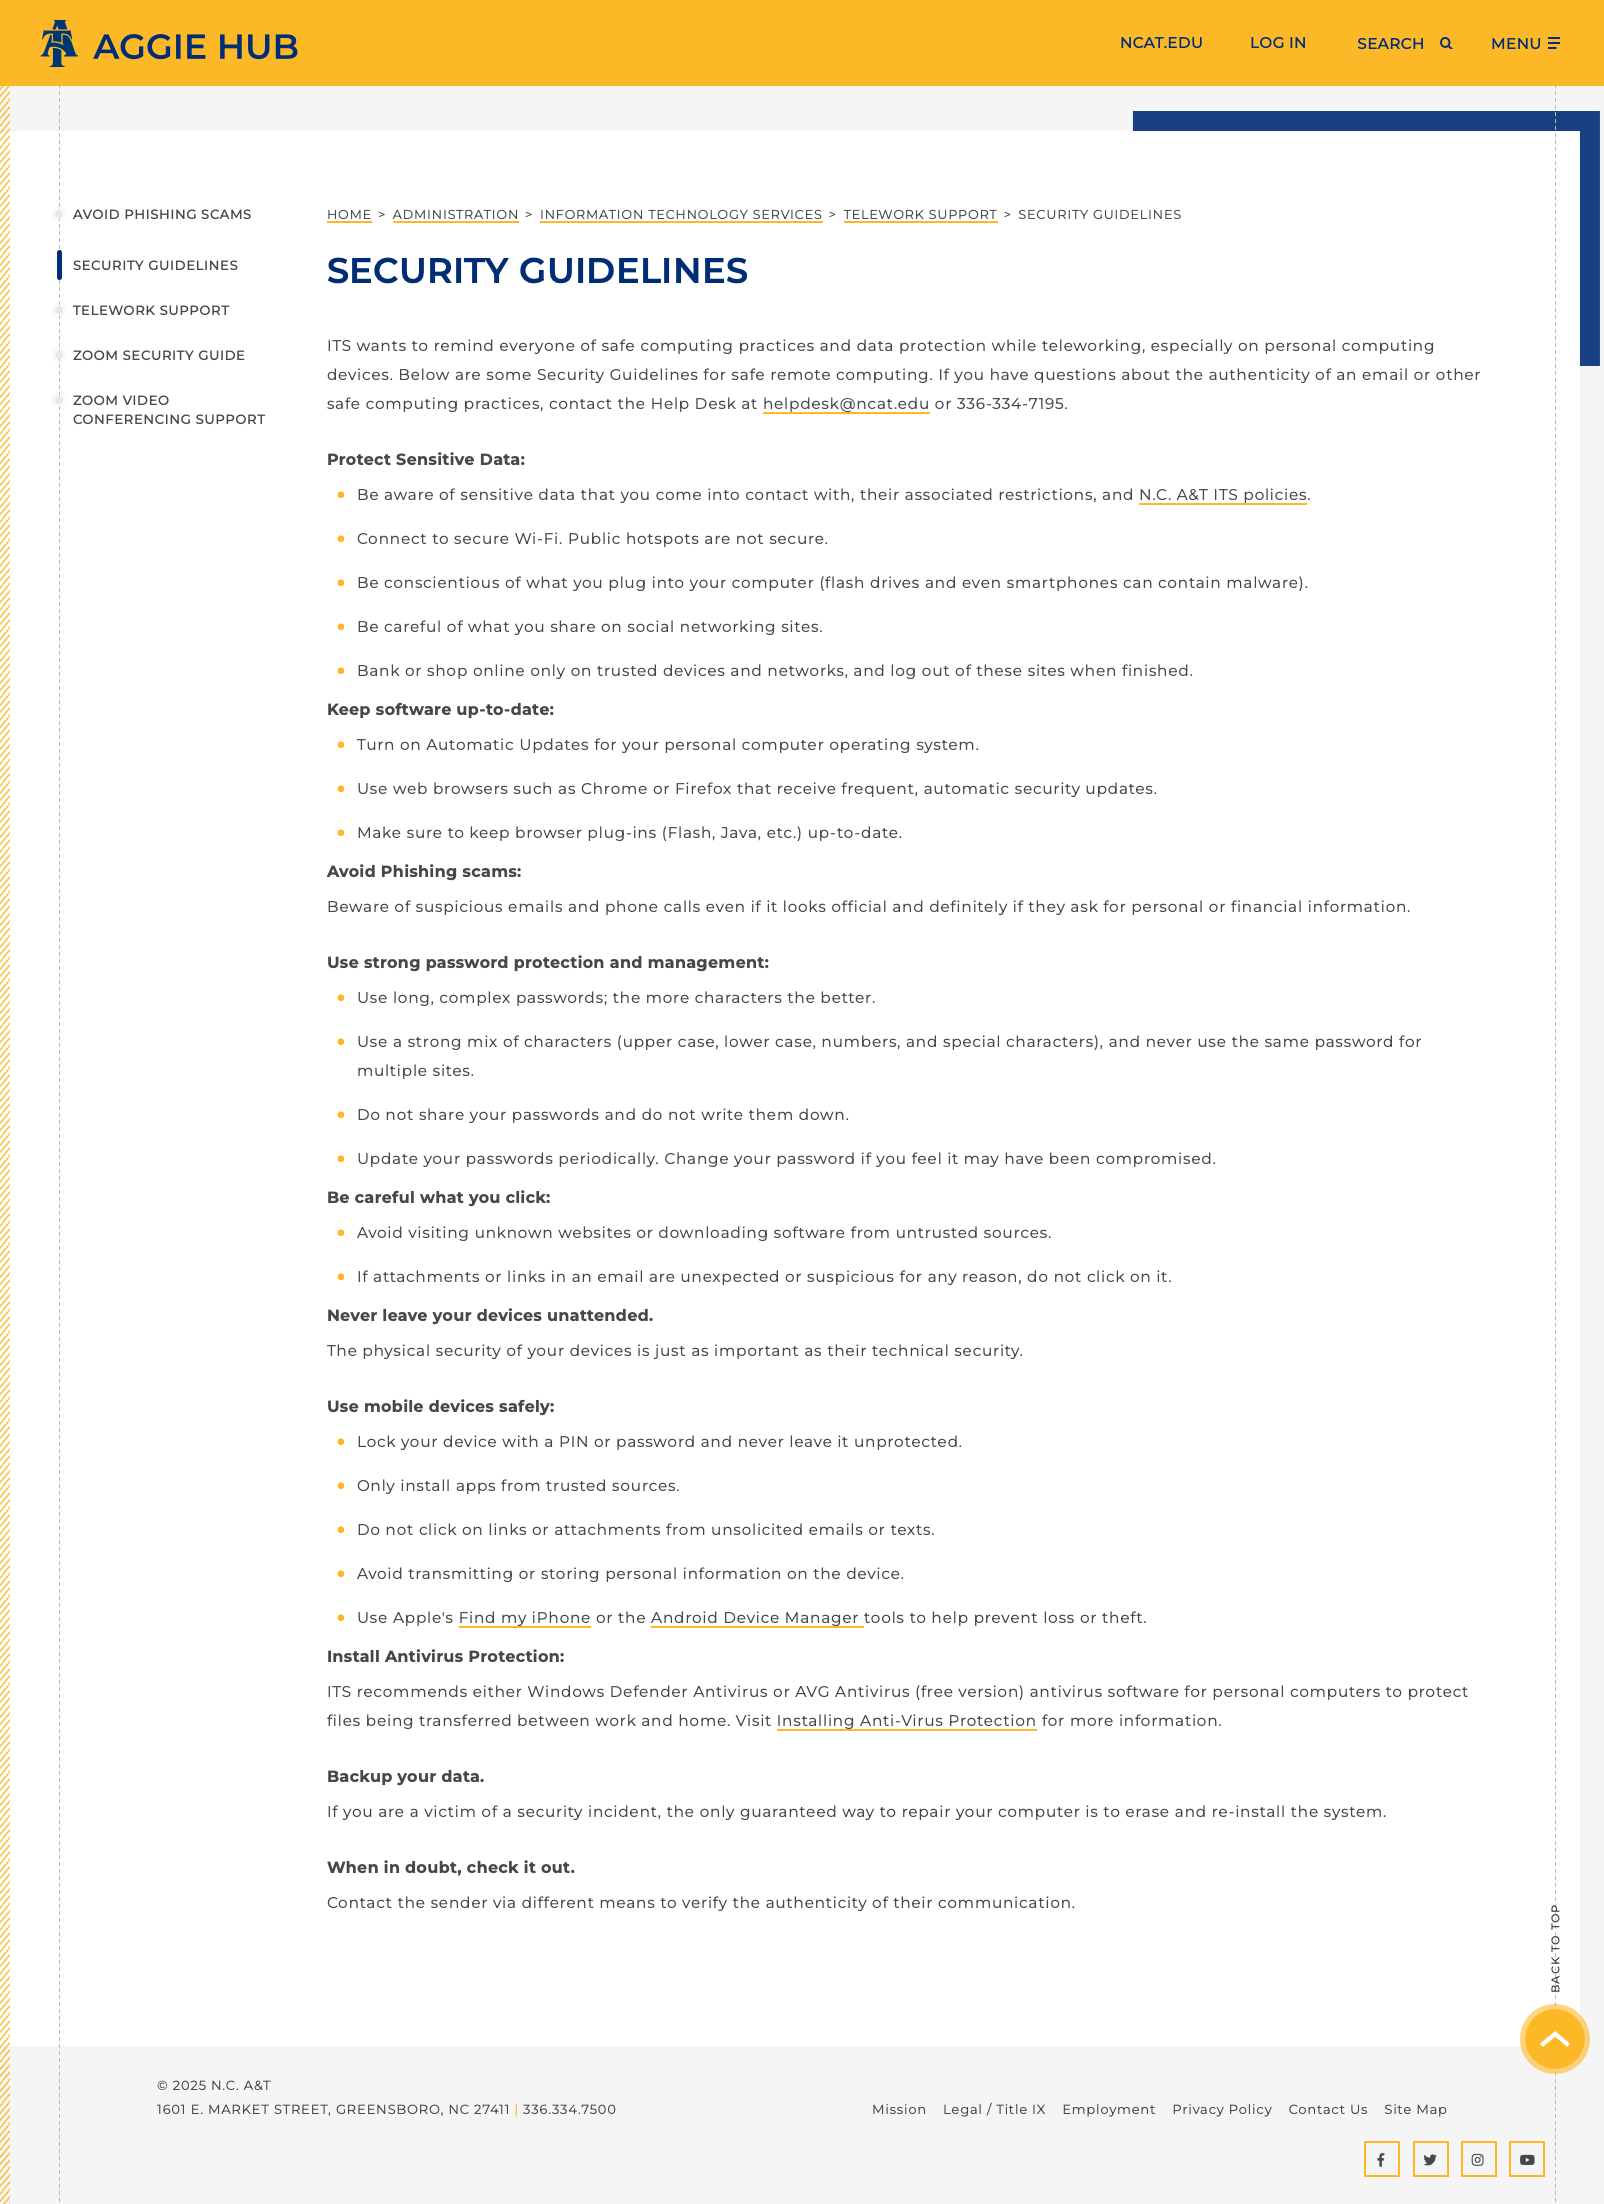 AGGIE HUB
NCAT.EDU
LOG IN
SEARCH
MENU
AVOID PHISHING SCAMS
SECURITY GUIDELINES
TELEWORK SUPPORT
ZOOM SECURITY GUIDE
ZOOM VIDEO
CONFERENCING SUPPORT
HOME > ADMINISTRATION > INFORMATION TECHNOLOGY SERVICES > TELEWORK SUPPORT > SECURITY GUIDELINES
SECURITY GUIDELINES
ITS wants to remind everyone of safe computing practices and data protection while teleworking, especially on personal computing
devices. Below are some Security Guidelines for safe remote computing. If you have questions about the authenticity of an email or other
safe computing practices, contact the Help Desk at helpdesk@ncat.edu or 336-334-7195.
Protect Sensitive Data:
Be aware of sensitive data that you come into contact with, their associated restrictions, and N.C. A&T ITS policies.
Connect to secure Wi-Fi. Public hotspots are not secure.
Be conscientious of what you plug into your computer (flash drives and even smartphones can contain malware).
Be careful of what you share on social networking sites.
Bank or shop online only on trusted devices and networks, and log out of these sites when finished.
Keep software up-to-date:
Turn on Automatic Updates for your personal computer operating system.
Use web browsers such as Chrome or Firefox that receive frequent, automatic security updates.
Make sure to keep browser plug-ins (Flash, Java, etc.) up-to-date.
Avoid Phishing scams:
Beware of suspicious emails and phone calls even if it looks official and definitely if they ask for personal or financial information.
Use strong password protection and management:
Use long, complex passwords; the more characters the better.
Use a strong mix of characters (upper case, lower case, numbers, and special characters), and never use the same password for
multiple sites.
Do not share your passwords and do not write them down.
Update your passwords periodically. Change your password if you feel it may have been compromised.
Be careful what you click:
Avoid visiting unknown websites or downloading software from untrusted sources.
If attachments or links in an email are unexpected or suspicious for any reason, do not click on it.
Never leave your devices unattended.
The physical security of your devices is just as important as their technical security.
Use mobile devices safely:
Lock your device with a PIN or password and never leave it unprotected.
Only install apps from trusted sources.
Do not click on links or attachments from unsolicited emails or texts.
Avoid transmitting or storing personal information on the device.
Use Apple's Find my iPhone or the Android Device Manager tools to help prevent loss or theft.
Install Antivirus Protection:
ITS recommends either Windows Defender Antivirus or AVG Antivirus (free version) antivirus software for personal computers to protect
files being transferred between work and home. Visit Installing Anti-Virus Protection for more information.
Backup your data.
If you are a victim of a security incident, the only guaranteed way to repair your computer is to erase and re-install the system.
When in doubt, check it out.
Contact the sender via different means to verify the authenticity of their communication.
BACK TO TOP
© 2025 N.C. A&T
1601 E. MARKET STREET, GREENSBORO, NC 27411 | 336.334.7500
Mission Legal / Title IX Employment Privacy Policy Contact Us Site Map